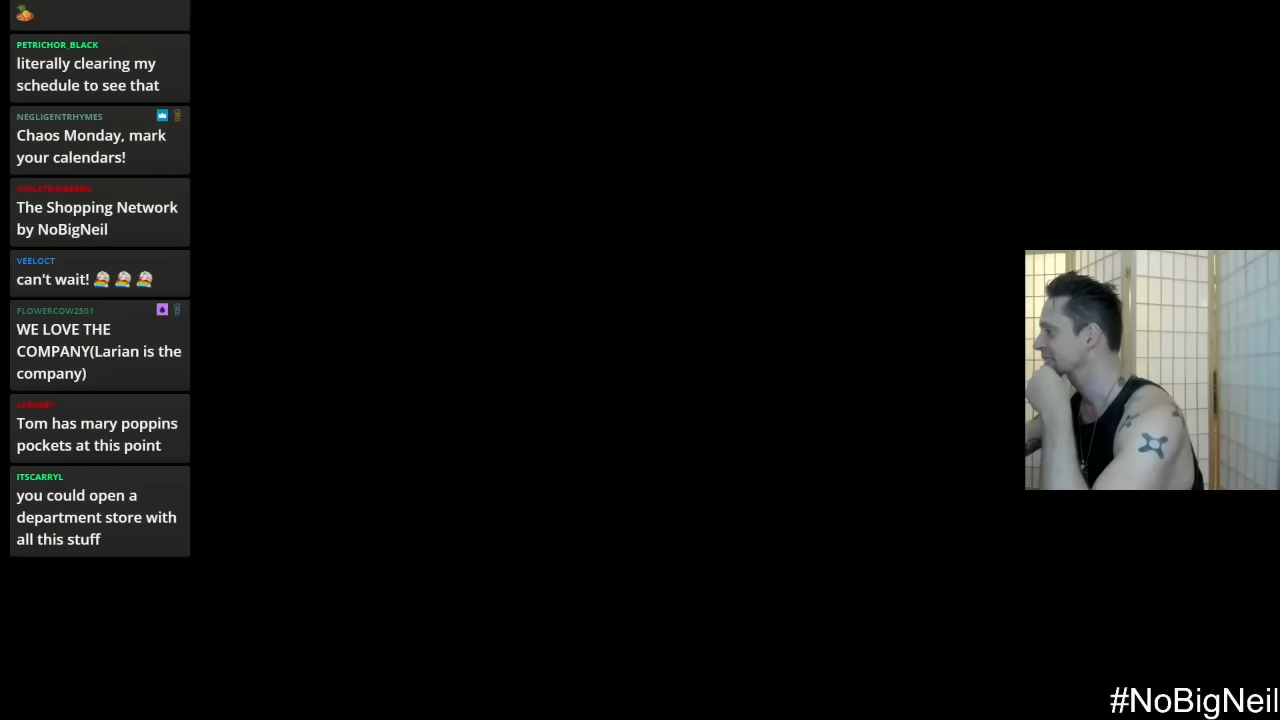 PETRICHOR_BLACK
literally clearing my
schedule to see that
NEGLIGENTRHYMES
Chaos Monday, mark
your calendars!
The Shopping Network
by NoBigNeil
VEELOCT
can't wait!
FLOWERCOW2501
WE LOVE THE
COMPANY(Larian is the
company)
Tom has mary poppins
pockets at this point
ITSCARRYL
you could open a
department store with
all this stuff
#NoBigNeil